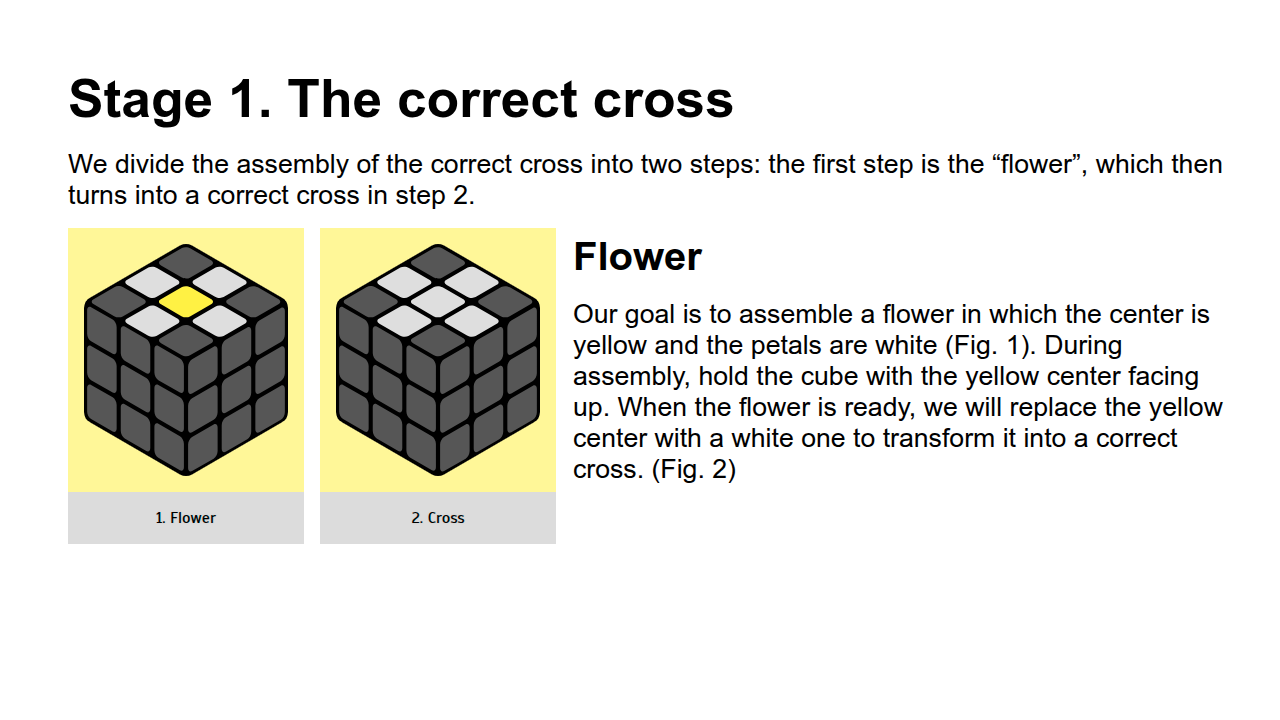 Stage 1. The correct cross
We divide the assembly of the correct cross into two steps: the first step is the “flower”, which then
turns into a correct cross in step 2.
1. Flower
2. Cross
Flower
Our goal is to assemble a flower in which the center is
yellow and the petals are white (Fig. 1). During
assembly, hold the cube with the yellow center facing
up. When the flower is ready, we will replace the yellow
center with a white one to transform it into a correct
cross. (Fig. 2)